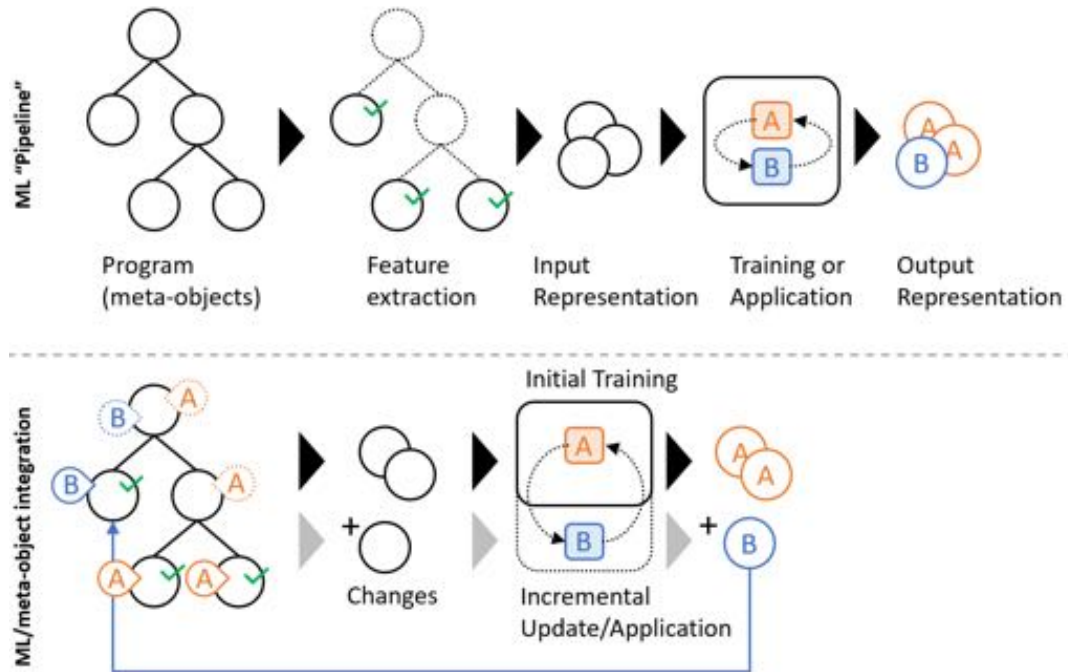 ML "Pipeline"
A
B
A
A
B
Program
(meta-objects)
Feature
extraction
Input
Representation
Training or
Application
Output
Representation
ML/meta-object integration
Initial Training
A
B
B
A
A
A
A
B
A
A
+
+
B
Changes
Incremental
Update/Application